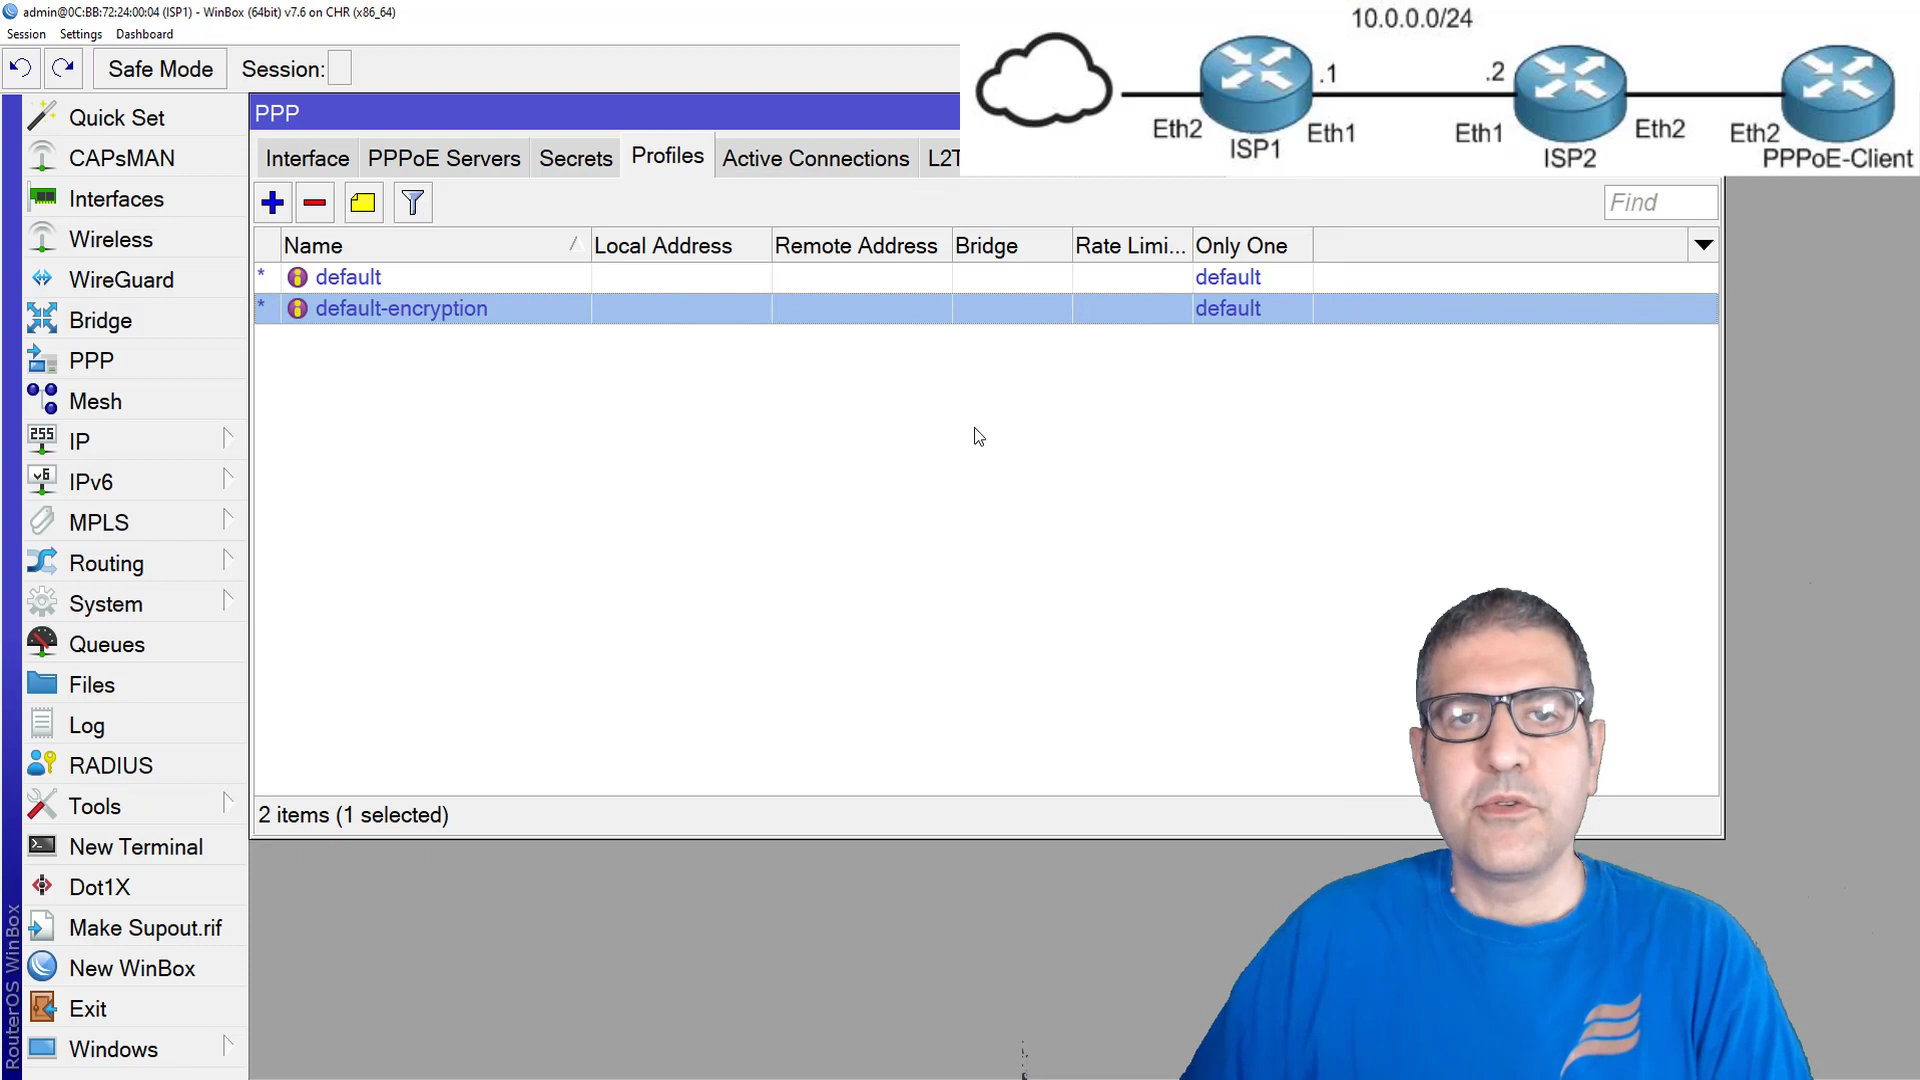 admin@0C:BB:72:24:00:04 (ISP1) - WinBox (64bit) v7.6 on CHR (x86_64)
Session Settings Dashboard
Safe Mode Session:
10.0.0.0/24
.1 .2
Eth2 Eth1 Eth1 Eth2 Eth2
ISP1 ISP2 PPPoE-Client
PPP
Interface PPPoE Servers Secrets Profiles Active Connections L2T
Find
Name Local Address Remote Address Bridge Rate Limi... Only One
* default default
* default-encryption default
2 items (1 selected)
Quick Set
CAPsMAN
Interfaces
Wireless
WireGuard
Bridge
PPP
Mesh
255 IP
v6 IPv6
MPLS
Routing
System
Queues
Files
Log
RADIUS
Tools
New Terminal
Dot1X
Make Supout.rif
New WinBox
Exit
Windows
RouterOS WinBox